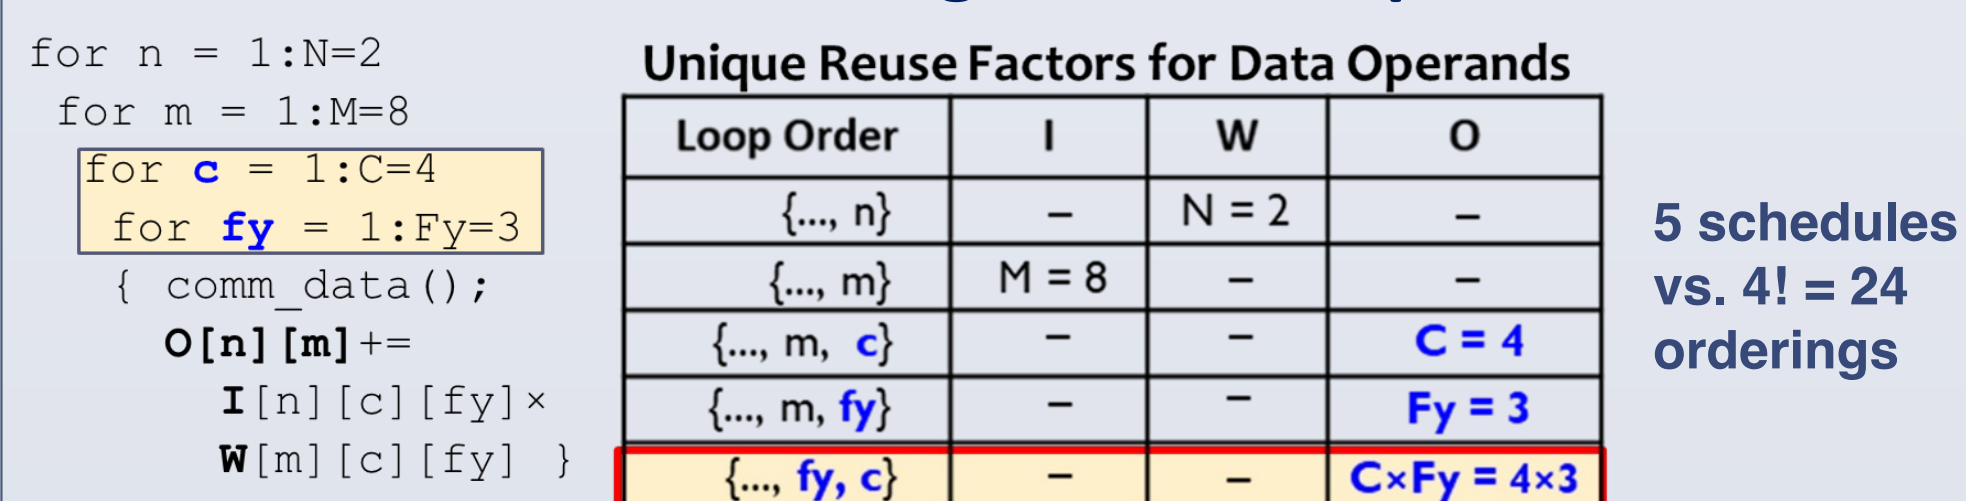 for n = 1:N=2
for m = 1:M=8
for c = 1:C=4
for fy = 1:Fy=3
{ comm_data();
O[n][m]+=
I[n][c][fy]×
W[m][c][fy] }
Unique Reuse Factors for Data Operands
Loop Order I W O
{..., n} – N = 2 –
{..., m} M = 8 – –
{..., m, c} – – C = 4
{..., m, fy} – – Fy = 3
{..., fy, c} – – C×Fy = 4×3
5 schedules
vs. 4! = 24
orderings